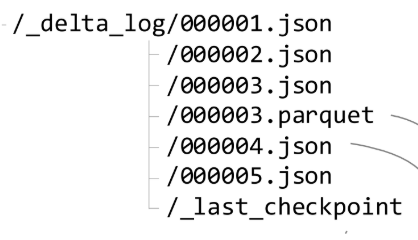 /_delta_log/000001.json
/000002.json
/000003.json
/000003.parquet
/000004.json
/000005.json
/_last_checkpoint